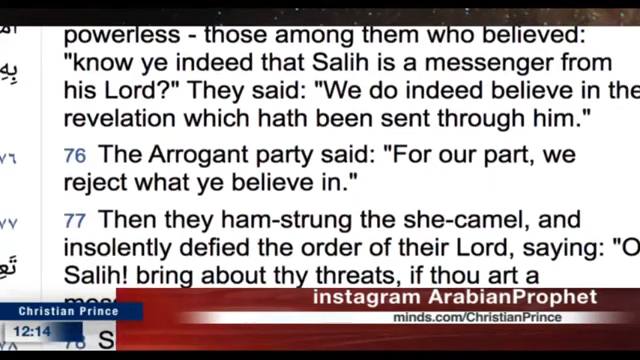 powerless - those among them who believed:
"know ye indeed that Salih is a messenger from
his Lord?" They said: "We do indeed believe in the
revelation which hath been sent through him."
76 The Arrogant party said: "For our part, we
reject what ye believe in."
77 Then they ham-strung the she-camel, and
insolently defied the order of their Lord, saying: "O
Salih! bring about thy threats, if thou art a
instagram ArabianProphet
Christian Prince
minds.com/ChristianPrince
12:14
78 S
بِهِ
٧٦
٧٧